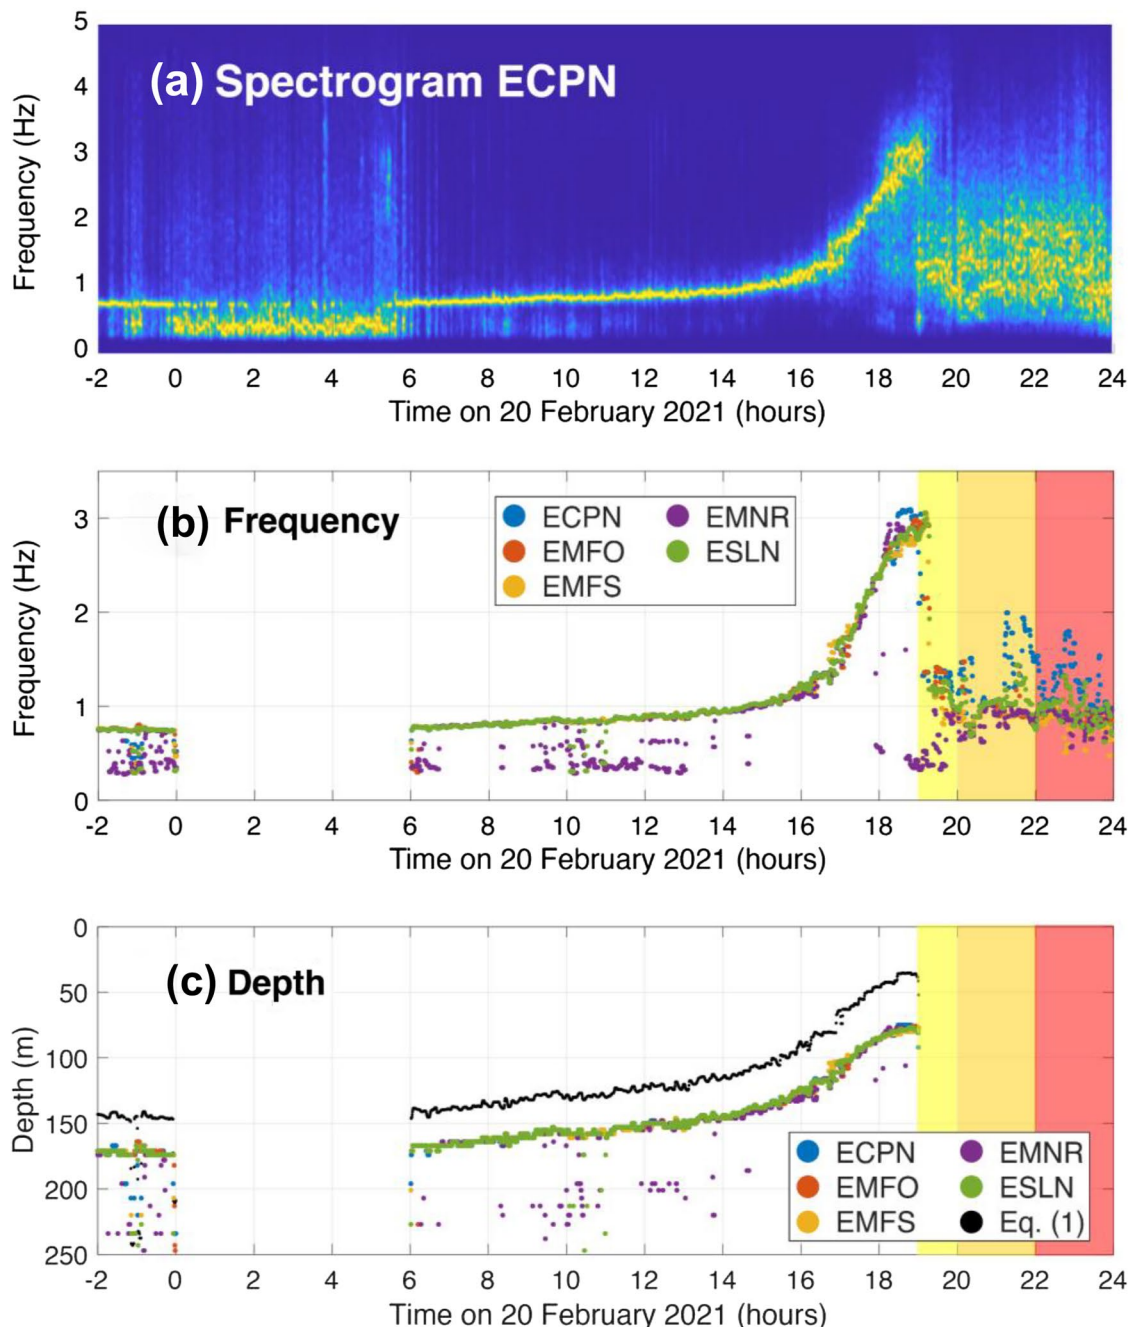 5
4
3
2
1
0
Frequency (Hz)
(a) Spectrogram ECPN
-2 0 2 4 6 8 10 12 14 16 18 20 22 24
Time on 20 February 2021 (hours)
3
2
1
0
Frequency (Hz)
(b) Frequency
ECPN EMNR
EMFO ESLN
EMFS
-2 0 2 4 6 8 10 12 14 16 18 20 22 24
Time on 20 February 2021 (hours)
0
50
100
150
200
250
Depth (m)
(c) Depth
ECPN EMNR
EMFO ESLN
EMFS Eq. (1)
-2 0 2 4 6 8 10 12 14 16 18 20 22 24
Time on 20 February 2021 (hours)